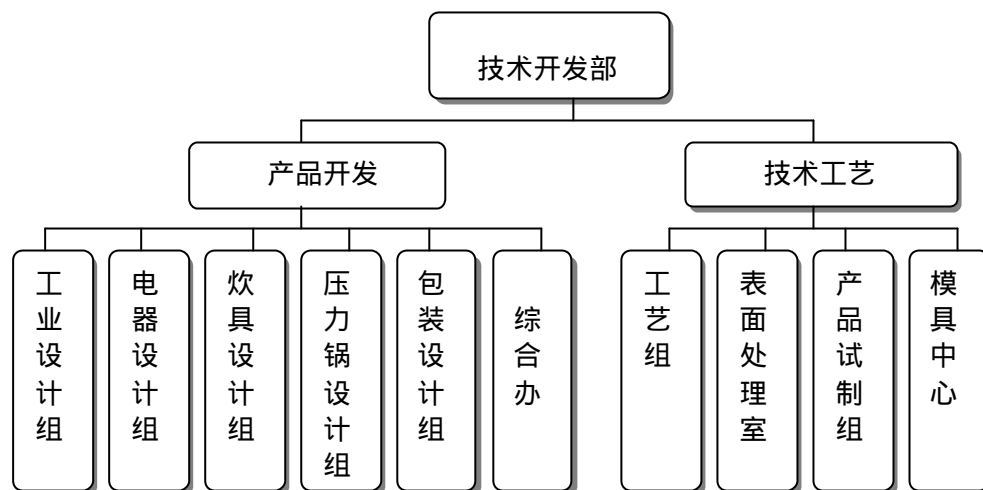 技术开发部
产品开发
技术工艺
工业设计组
电器设计组
炊具设计组
压力锅设计组
包装设计组
综合办
工艺组
表面处理室
产品试制组
模具中心